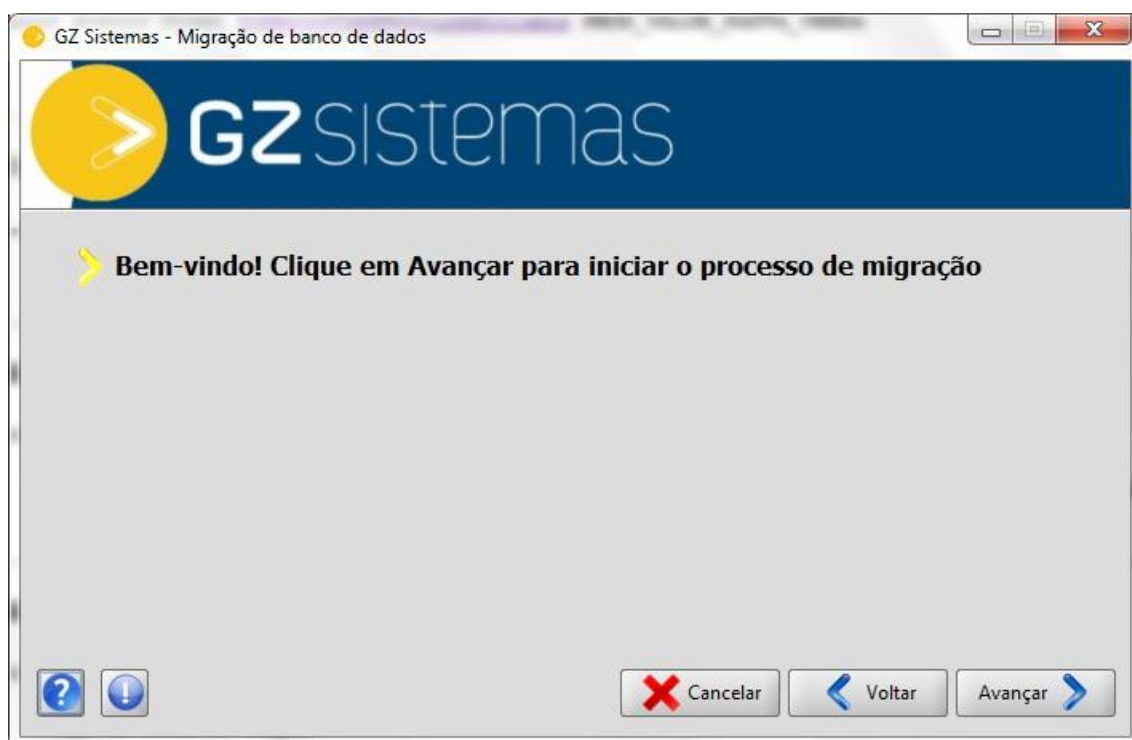 GZ Sistemas - Migração de banco de dados
GZsistemas
Bem-vindo! Clique em Avançar para iniciar o processo de migração
Cancelar
Voltar
Avançar